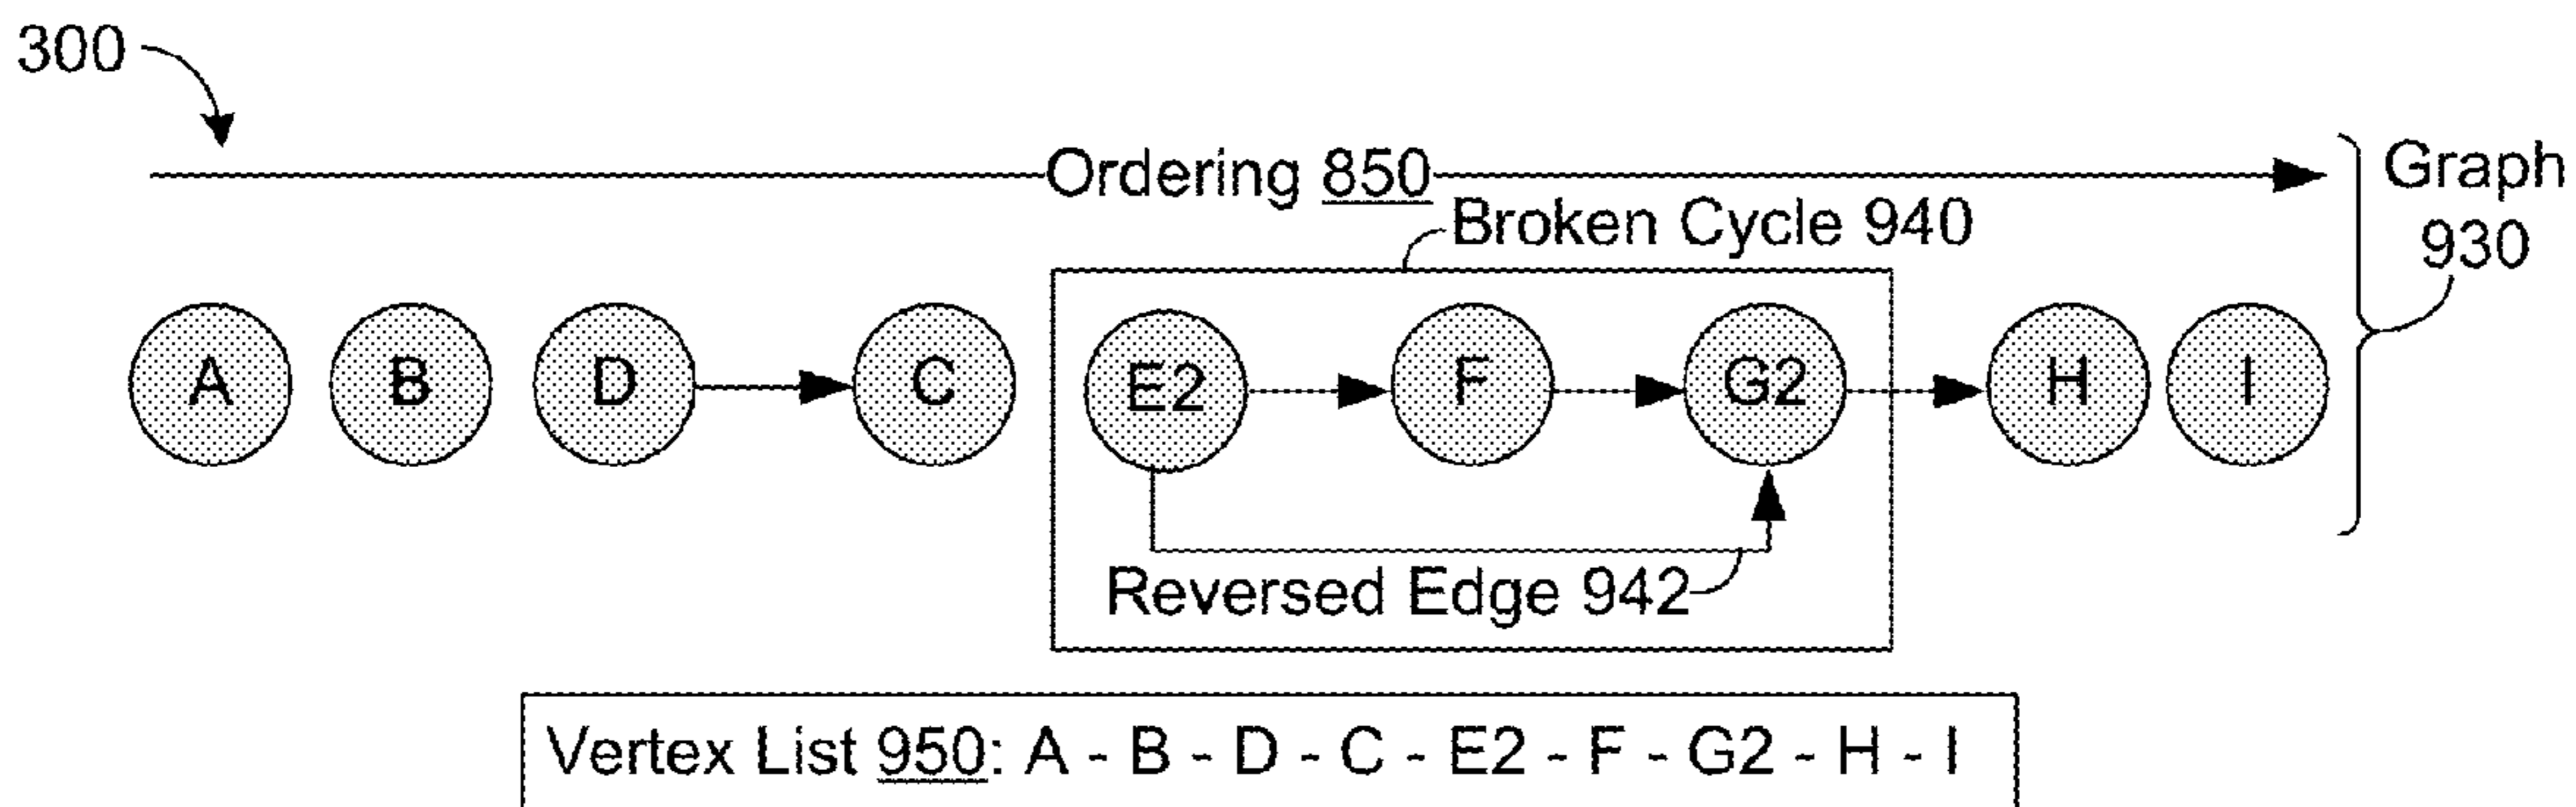 300
Ordering 850
Graph
930
Broken Cycle 940
A B D C E2 F G2 H I
Reversed Edge 942
Vertex List 950: A - B - D - C - E2 - F - G2 - H - I